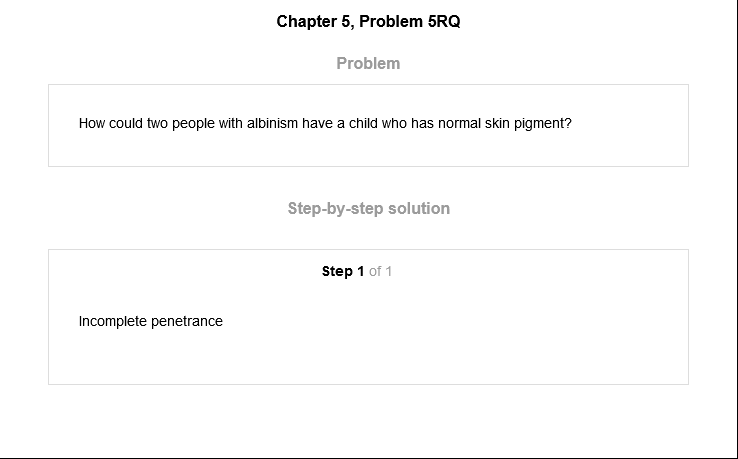 Chapter 5, Problem 5RQ
Problem
How could two people with albinism have a child who has normal skin pigment?
Step-by-step solution
Step 1 of 1
Incomplete penetrance